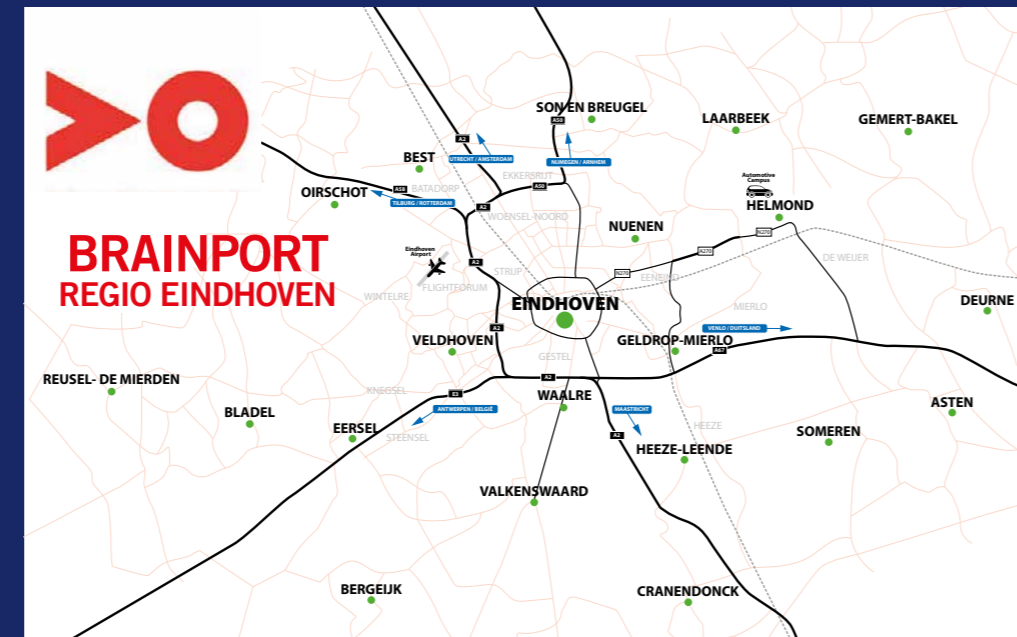 SON EN BREUGEL
LAARBEEK
GEMERT-BAKEL
A2
A50
UTRECHT / AMSTERDAM
NIJMEGEN / ARNHEM
BEST
EKKERSRIJT
Automotive
Campus
OIRSCHOT
A58
BATADORP
A50
TILBURG / ROTTERDAM
A2
HELMOND
WOENSEL-NOORD
NUENEN
N270
BRAINPORT
REGIO EINDHOVEN
Eindhoven
Airport
A2
STRIJP
A270
N270
EENEIND
DE WEIJER
FLIGHTFORUM
WINTELRE
EINDHOVEN
MIERLO
DEURNE
A2
VENLO / DUITSLAND
VELDHOVEN
GELDROP-MIERLO
A67
GESTEL
REUSEL- DE MIERDEN
A2
KNEGSEL
E3
WAALRE
ANTWERPEN / BELGIË
MAASTRICHT
BLADEL
ASTEN
EERSEL
STEENSEL
A2
HEEZE
SOMEREN
HEEZE-LEENDE
VALKENSWAARD
BERGEIJK
CRANENDONCK